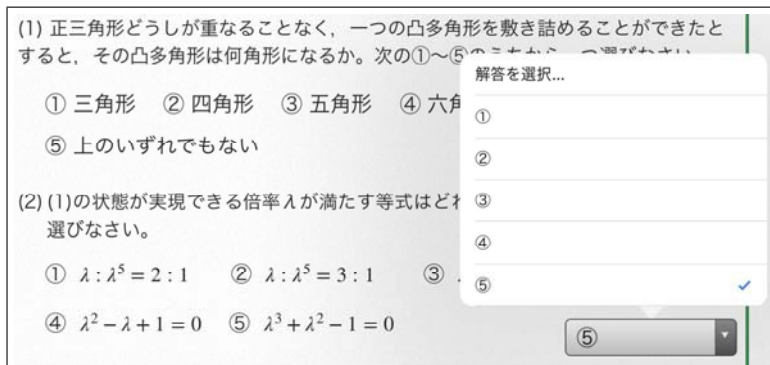 (1) 正三角形どうしが重なることなく，一つの凸多角形を敷き詰めることができたと
すると，その凸多角形は何角形になるか。次の①〜⑤
① 三角形 ② 四角形 ③ 五角形 ④ 六角
⑤ 上のいずれでもない
(2) (1)の状態が実現できる倍率λが満たす等式はどれ
選びなさい。
① λ : λ⁵ = 2 : 1 ② λ : λ⁵ = 3 : 1 ③
④ λ² − λ + 1 = 0 ⑤ λ³ + λ² − 1 = 0
解答を選択...
①
②
③
④
⑤
⑤